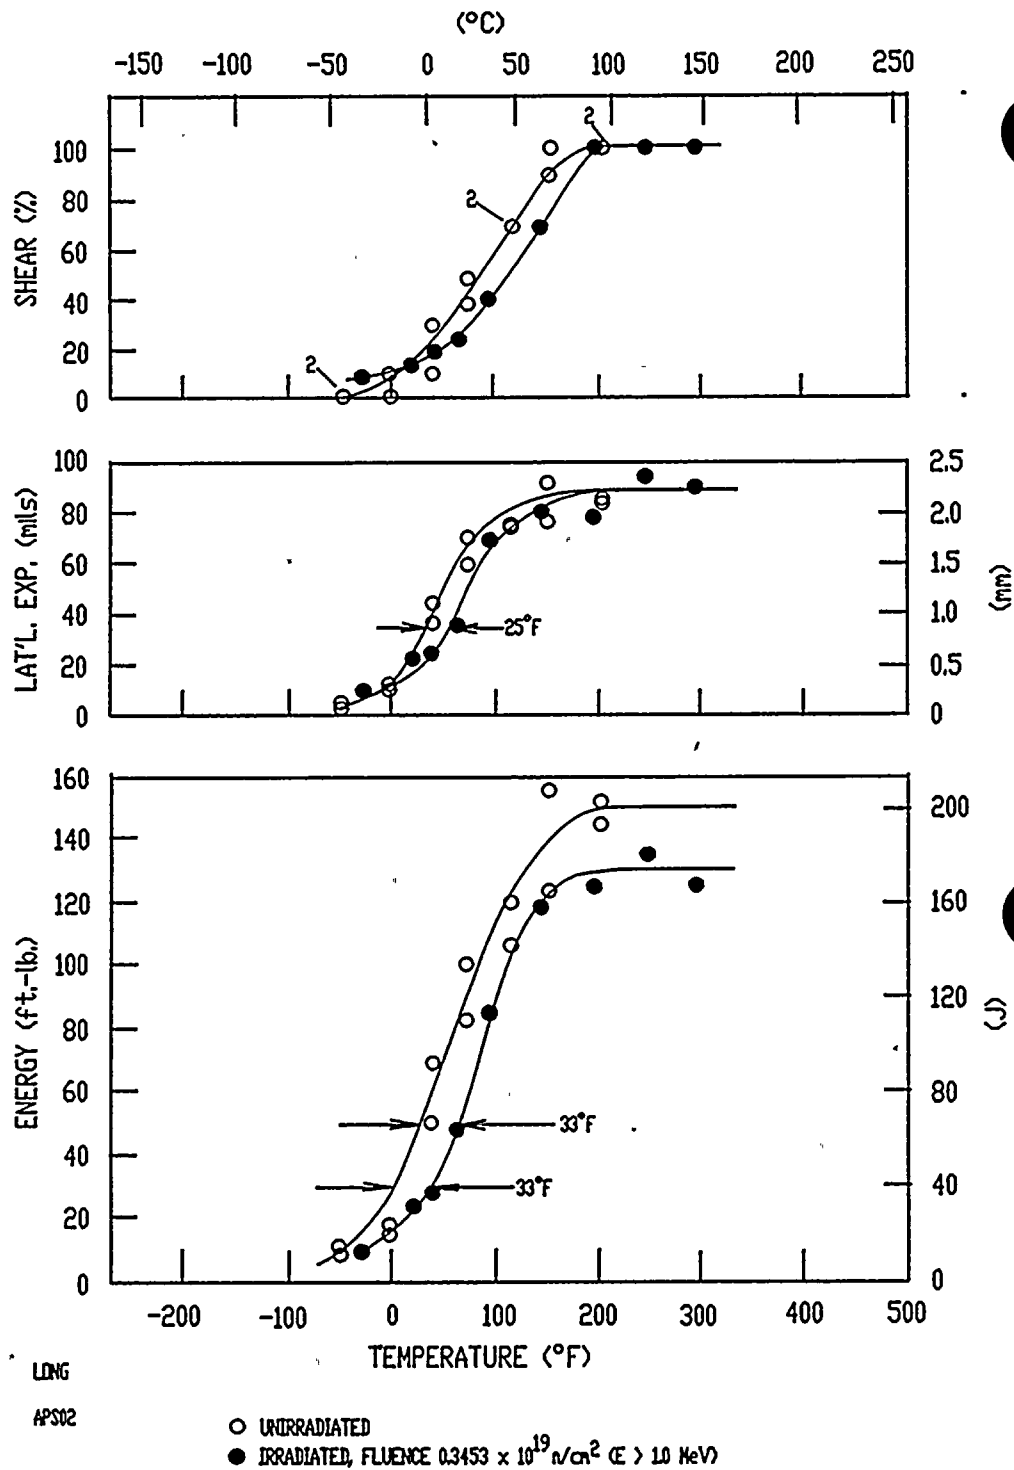 (°C)
-150 -100 -50 0 50 100 150 200 250
SHEAR (%)
100
80
60
40
20
0
2
2
2
LAT'L. EXP. (mils)
100
80
60
40
20
0
2.5
2.0
1.5
1.0
0.5
0
(mm)
25°F
ENERGY (ft.-lb.)
160
140
120
100
80
60
40
20
0
200
160
120
80
40
0
(J)
33°F
33°F
-200 -100 0 100 200 300 400 500
TEMPERATURE (°F)
LONG
APS02
○ UNIRRADIATED
● IRRADIATED, FLUENCE 0.3453 x 10¹⁹ n/cm² (E > 1.0 MeV)